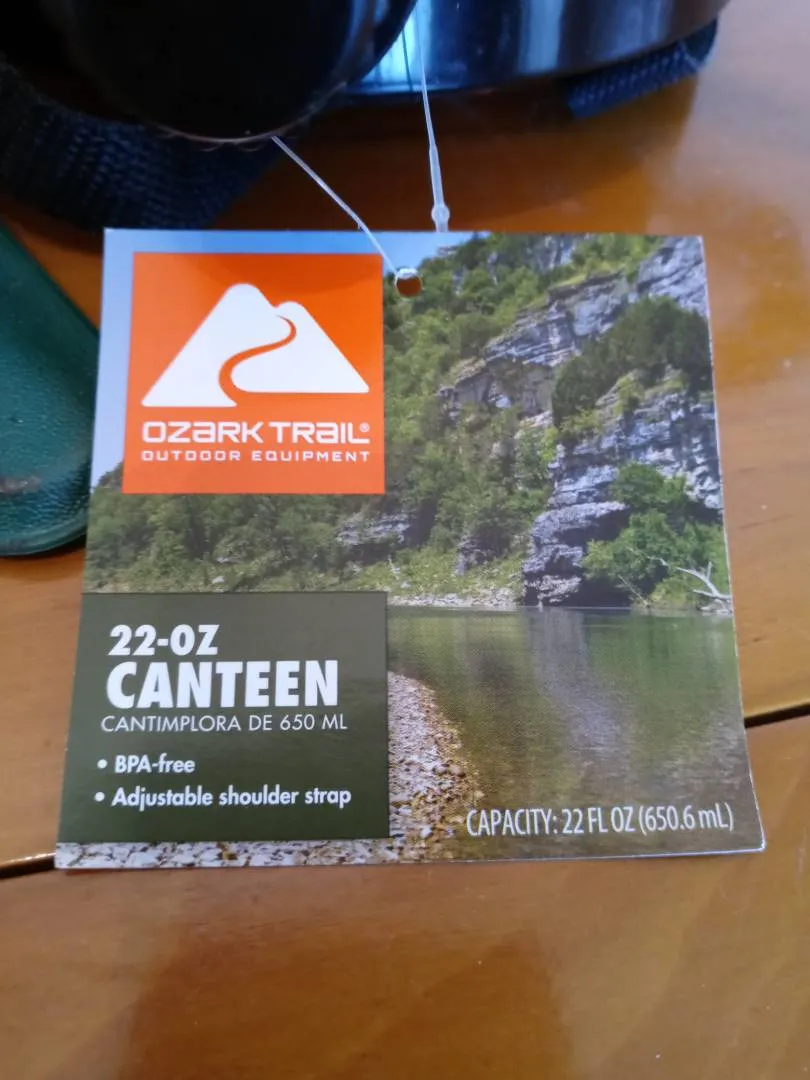 OZARK TRAIL®
OUTDOOR EQUIPMENT
22-OZ
CANTEEN
CANTIMPLORA DE 650 ML
• BPA-free
• Adjustable shoulder strap
CAPACITY: 22 FL OZ (650.6 mL)